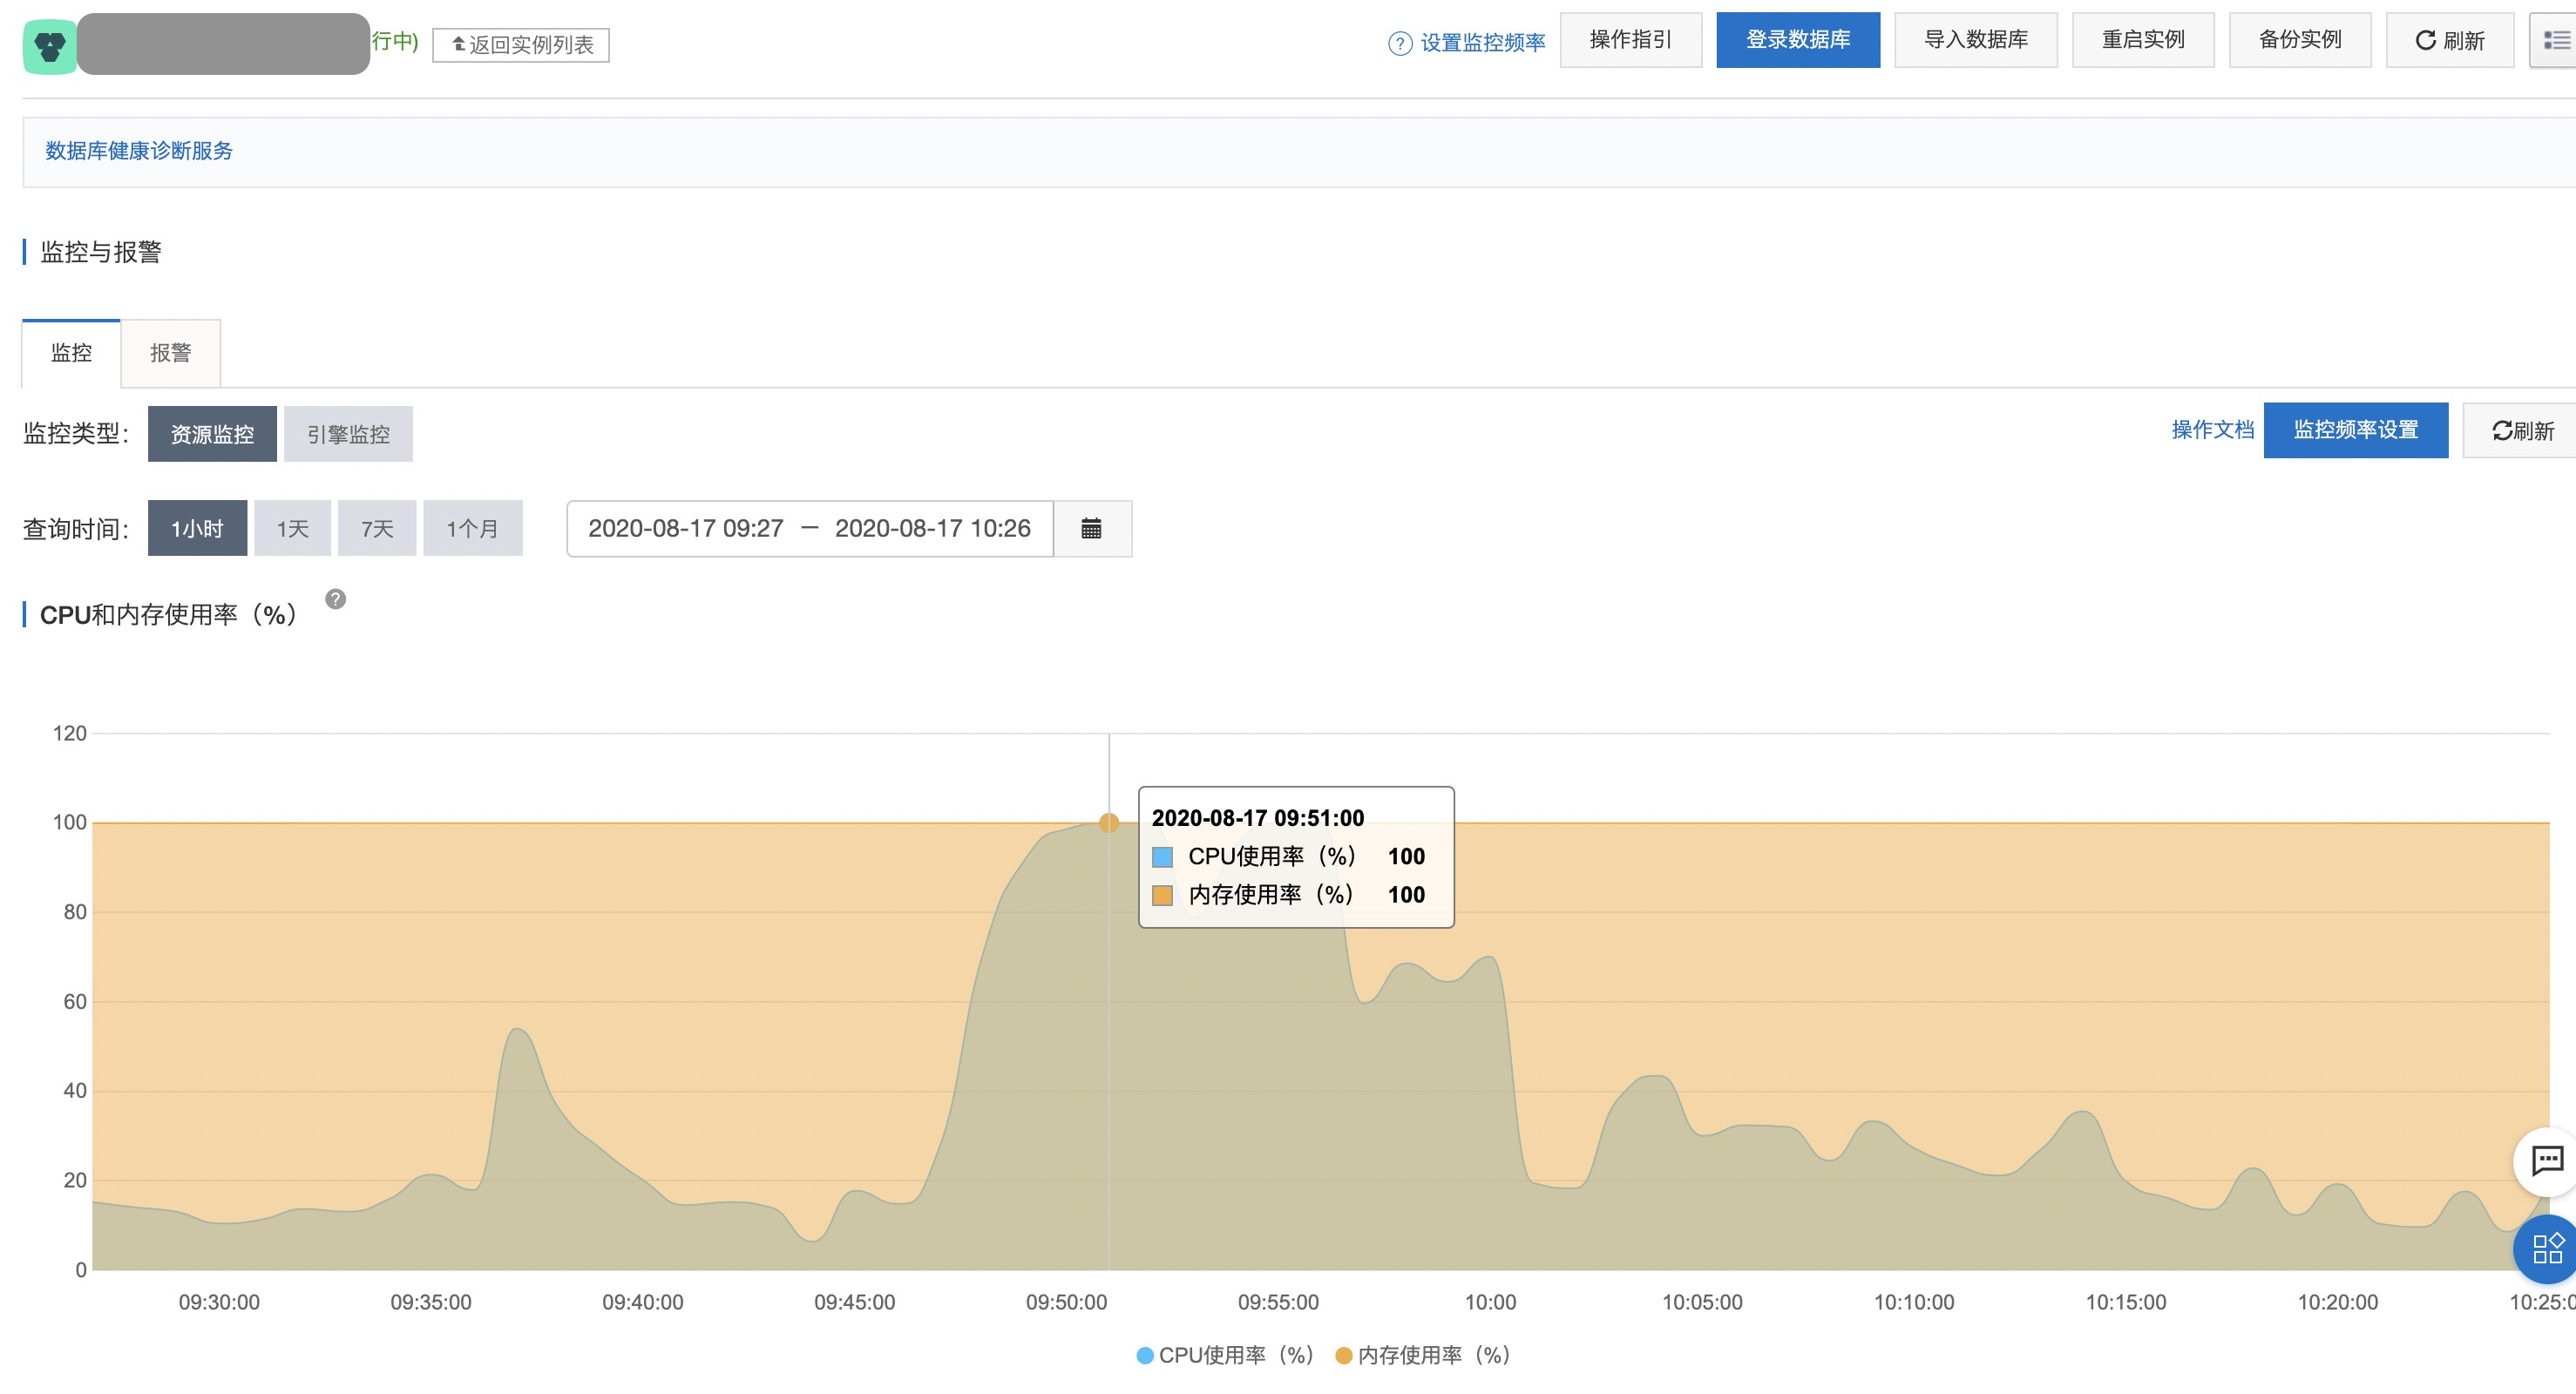 行中) 返回实例列表 ? 设置监控频率 操作指引 登录数据库 导入数据库 重启实例 备份实例 刷新
数据库健康诊断服务
监控与报警
监控 报警
监控类型: 资源监控 引擎监控 操作文档 监控频率设置 刷新
查询时间: 1小时 1天 7天 1个月 2020-08-17 09:27 － 2020-08-17 10:26
CPU和内存使用率（%） ?
120
100
80
60
40
20
0
2020-08-17 09:51:00
CPU使用率（%） 100
内存使用率（%） 100
09:30:00 09:35:00 09:40:00 09:45:00 09:50:00 09:55:00 10:00 10:05:00 10:10:00 10:15:00 10:20:00 10:25:0
CPU使用率（%） 内存使用率（%）